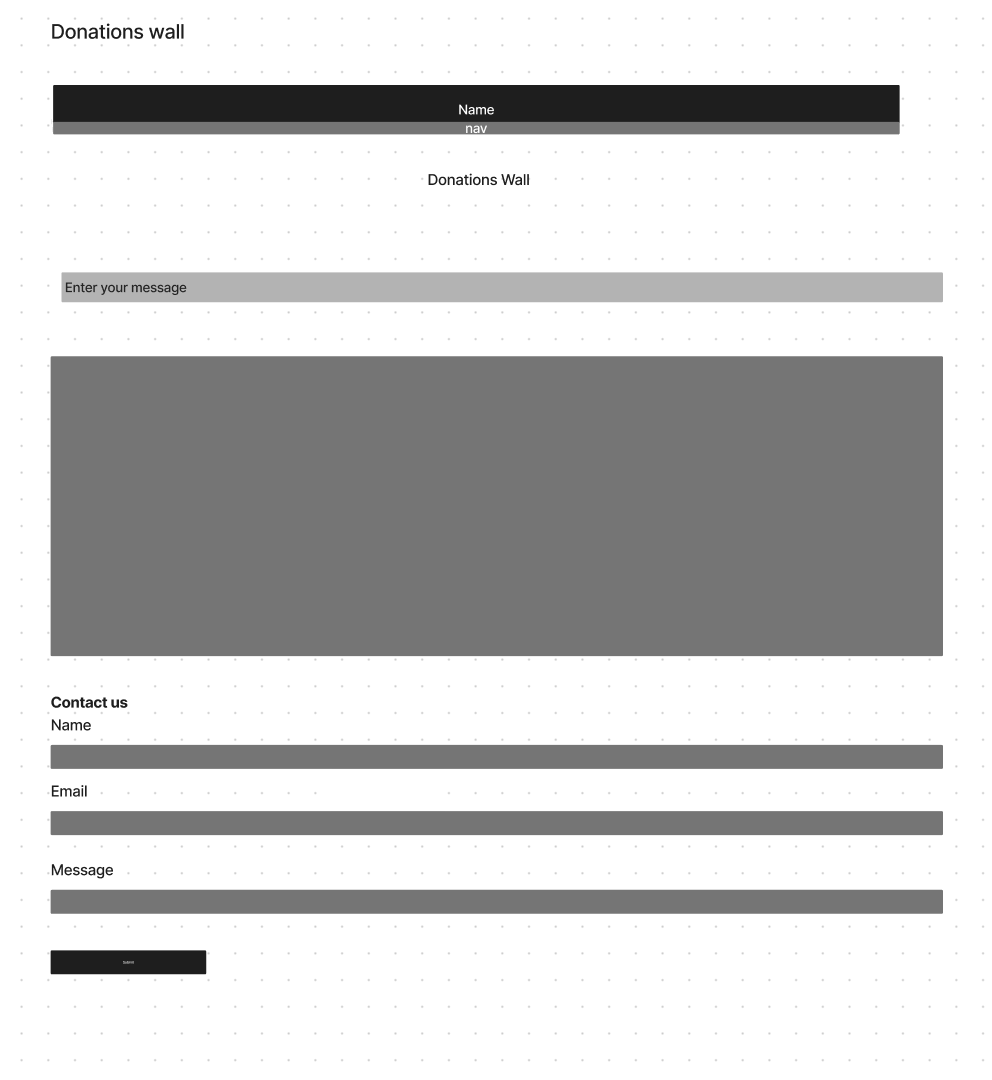 Donations wall
Name
nav
Donations Wall
Enter your message
Contact us
Name
Email
Message
Submit